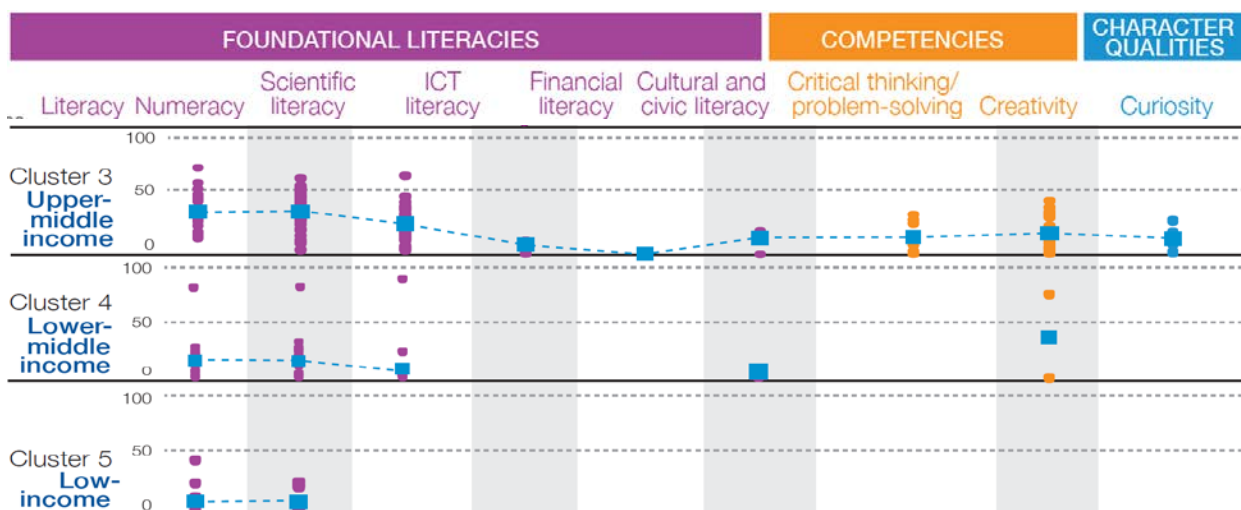 FOUNDATIONAL LITERACIES
COMPETENCIES
CHARACTER
QUALITIES
Literacy
Numeracy
Scientific
literacy
ICT
literacy
Financial
literacy
Cultural and
civic literacy
Critical thinking/
problem-solving
Creativity
Curiosity
100
Cluster 3
50
Upper-
middle
income
0
100
Cluster 4
50
Lower-
middle
income
0
100
50
Cluster 5
Low-
income
0